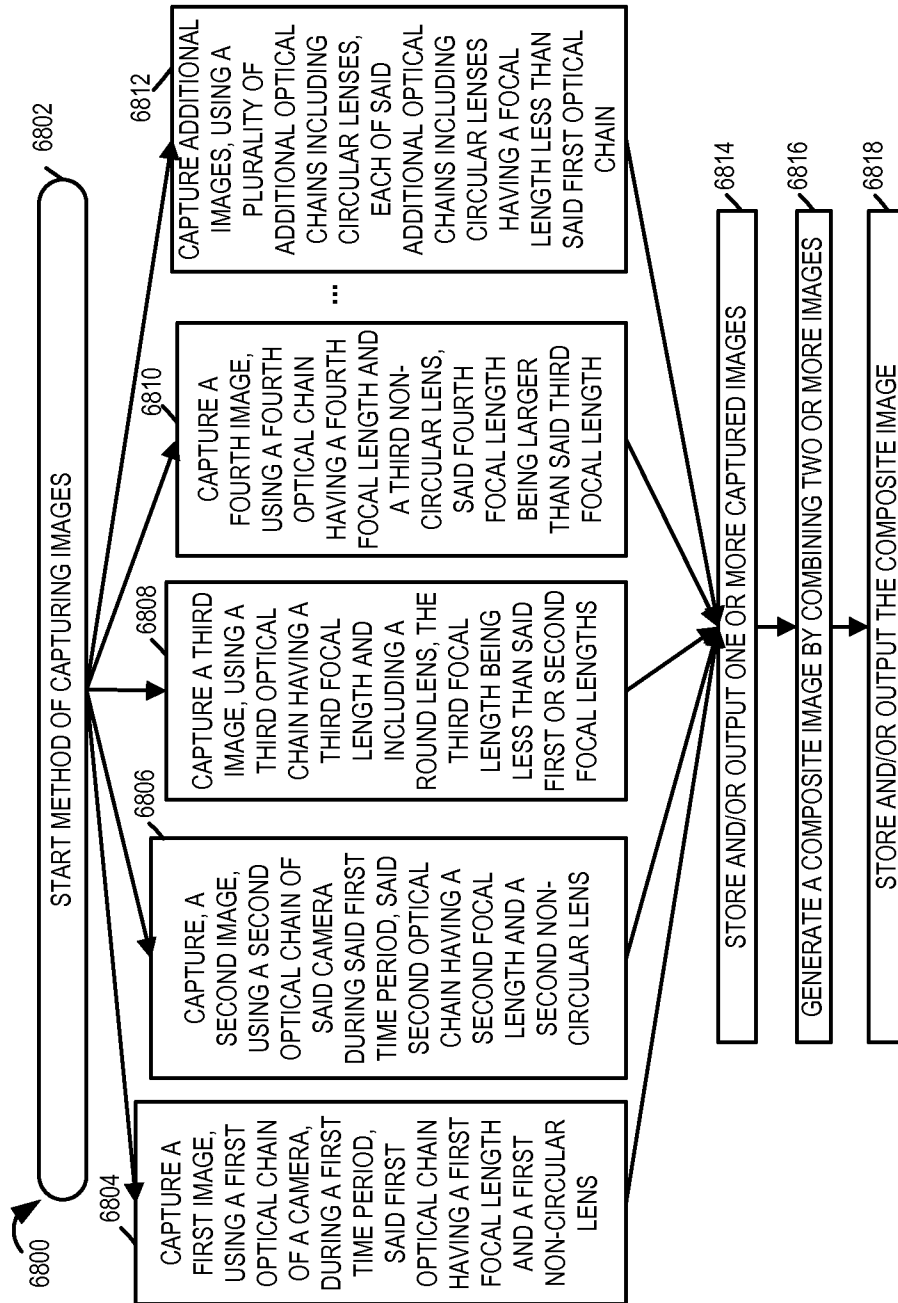 6800
START METHOD OF CAPTURING IMAGES
6802
6804
CAPTURE A
FIRST IMAGE,
USING A FIRST
OPTICAL CHAIN
OF A CAMERA,
DURING A FIRST
TIME PERIOD,
SAID FIRST
OPTICAL CHAIN
HAVING A FIRST
FOCAL LENGTH
AND A FIRST
NON-CIRCULAR
LENS
6806
CAPTURE, A
SECOND IMAGE,
USING A SECOND
OPTICAL CHAIN OF
SAID CAMERA
DURING SAID FIRST
TIME PERIOD, SAID
SECOND OPTICAL
CHAIN HAVING A
SECOND FOCAL
LENGTH AND A
SECOND NON-
CIRCULAR LENS
6808
CAPTURE A THIRD
IMAGE, USING A
THIRD OPTICAL
CHAIN HAVING A
THIRD FOCAL
LENGTH AND
INCLUDING A
ROUND LENS, THE
THIRD FOCAL
LENGTH BEING
LESS THAN SAID
FIRST OR SECOND
FOCAL LENGTHS
6810
CAPTURE A
FOURTH IMAGE,
USING A FOURTH
OPTICAL CHAIN
HAVING A FOURTH
FOCAL LENGTH AND
A THIRD NON-
CIRCULAR LENS,
SAID FOURTH
FOCAL LENGTH
BEING LARGER
THAN SAID THIRD
FOCAL LENGTH
...
6812
CAPTURE ADDITIONAL
IMAGES, USING A
PLURALITY OF
ADDITIONAL OPTICAL
CHAINS INCLUDING
CIRCULAR LENSES,
EACH OF SAID
ADDITIONAL OPTICAL
CHAINS INCLUDING
CIRCULAR LENSES
HAVING A FOCAL
LENGTH LESS THAN
SAID FIRST OPTICAL
CHAIN
STORE AND/OR OUTPUT ONE OR MORE CAPTURED IMAGES
6814
GENERATE A COMPOSITE IMAGE BY COMBINING TWO OR MORE IMAGES
6816
STORE AND/OR OUTPUT THE COMPOSITE IMAGE
6818